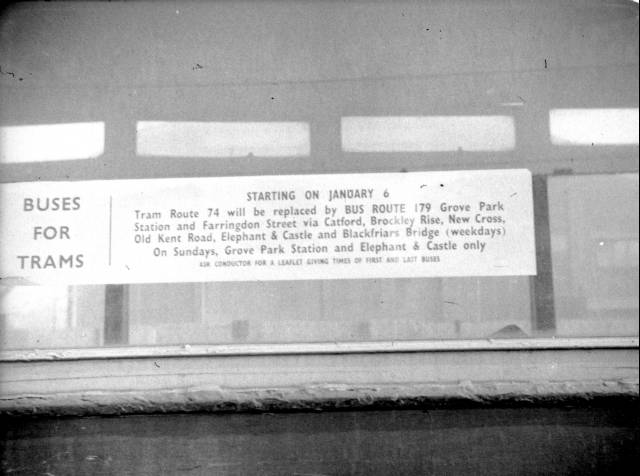 BUSES
FOR
TRAMS
STARTING ON JANUARY 6
Tram Route 74 will be replaced by BUS ROUTE 179 Grove Park
Station and Farringdon Street via Catford, Brockley Rise, New Cross,
Old Kent Road, Elephant & Castle and Blackfriars Bridge (weekdays)
On Sundays, Grove Park Station and Elephant & Castle only
ASK CONDUCTOR FOR A LEAFLET GIVING TIMES OF FIRST AND LAST BUSES